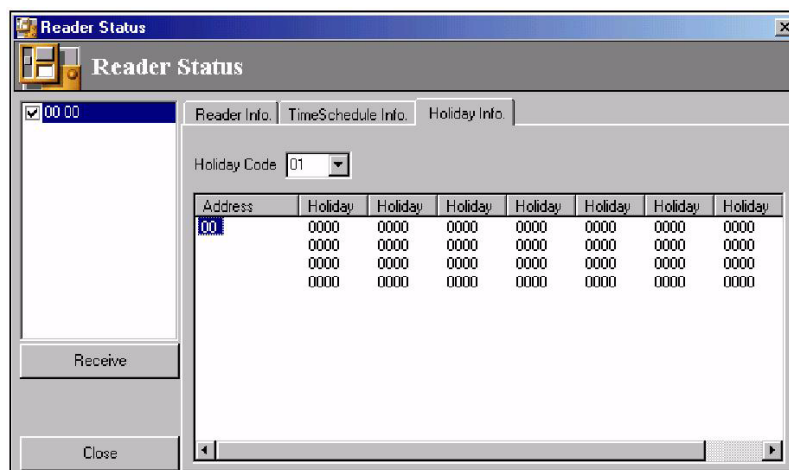 Reader Status
Reader Status
00 00
Reader Info. TimeSchedule Info. Holiday Info.
Holiday Code 01
Address Holiday Holiday Holiday Holiday Holiday Holiday Holiday
00 0000 0000 0000 0000 0000 0000 0000
0000 0000 0000 0000 0000 0000 0000
0000 0000 0000 0000 0000 0000 0000
0000 0000 0000 0000 0000 0000 0000
Receive
Close